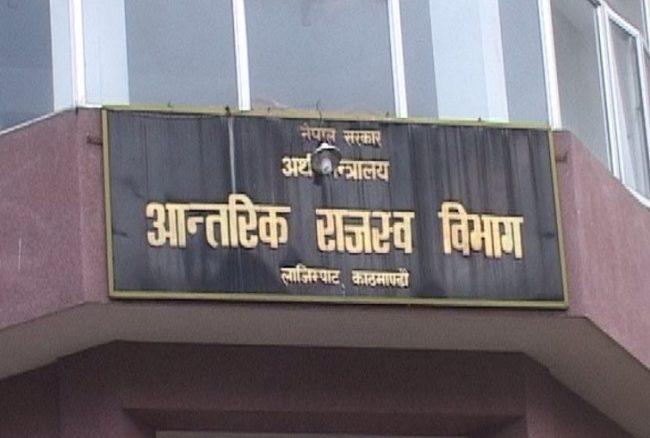 नेपाल सरकार
अर्थ मन्त्रालय
आन्तरिक राजस्व विभाग
लाजिम्पाट, काठमाण्डौ